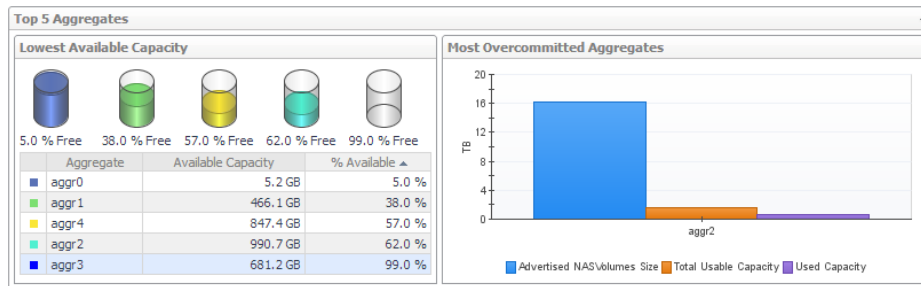 Top 5 Aggregates
Lowest Available Capacity
5.0 % Free 38.0 % Free 57.0 % Free 62.0 % Free 99.0 % Free
Aggregate Available Capacity % Available
aggr0 5.2 GB 5.0 %
aggr1 466.1 GB 38.0 %
aggr4 847.4 GB 57.0 %
aggr2 990.7 GB 62.0 %
aggr3 681.2 GB 99.0 %
Most Overcommitted Aggregates
TB
20
16
12
8
4
0
aggr2
Advertised NASVolumes Size Total Usable Capacity Used Capacity